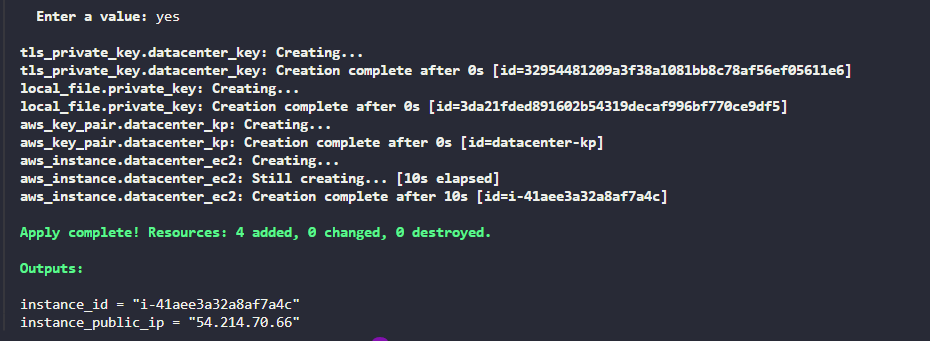 Enter a value: yes
tls_private_key.datacenter_key: Creating...
tls_private_key.datacenter_key: Creation complete after 0s [id=32954481209a3f38a1081bb8c78af56ef05611e6]
local_file.private_key: Creating...
local_file.private_key: Creation complete after 0s [id=3da21fded891602b54319decaf996bf770ce9df5]
aws_key_pair.datacenter_kp: Creating...
aws_key_pair.datacenter_kp: Creation complete after 0s [id=datacenter-kp]
aws_instance.datacenter_ec2: Creating...
aws_instance.datacenter_ec2: Still creating... [10s elapsed]
aws_instance.datacenter_ec2: Creation complete after 10s [id=i-41aee3a32a8af7a4c]
Apply complete! Resources: 4 added, 0 changed, 0 destroyed.
Outputs:
instance_id = "i-41aee3a32a8af7a4c"
instance_public_ip = "54.214.70.66"